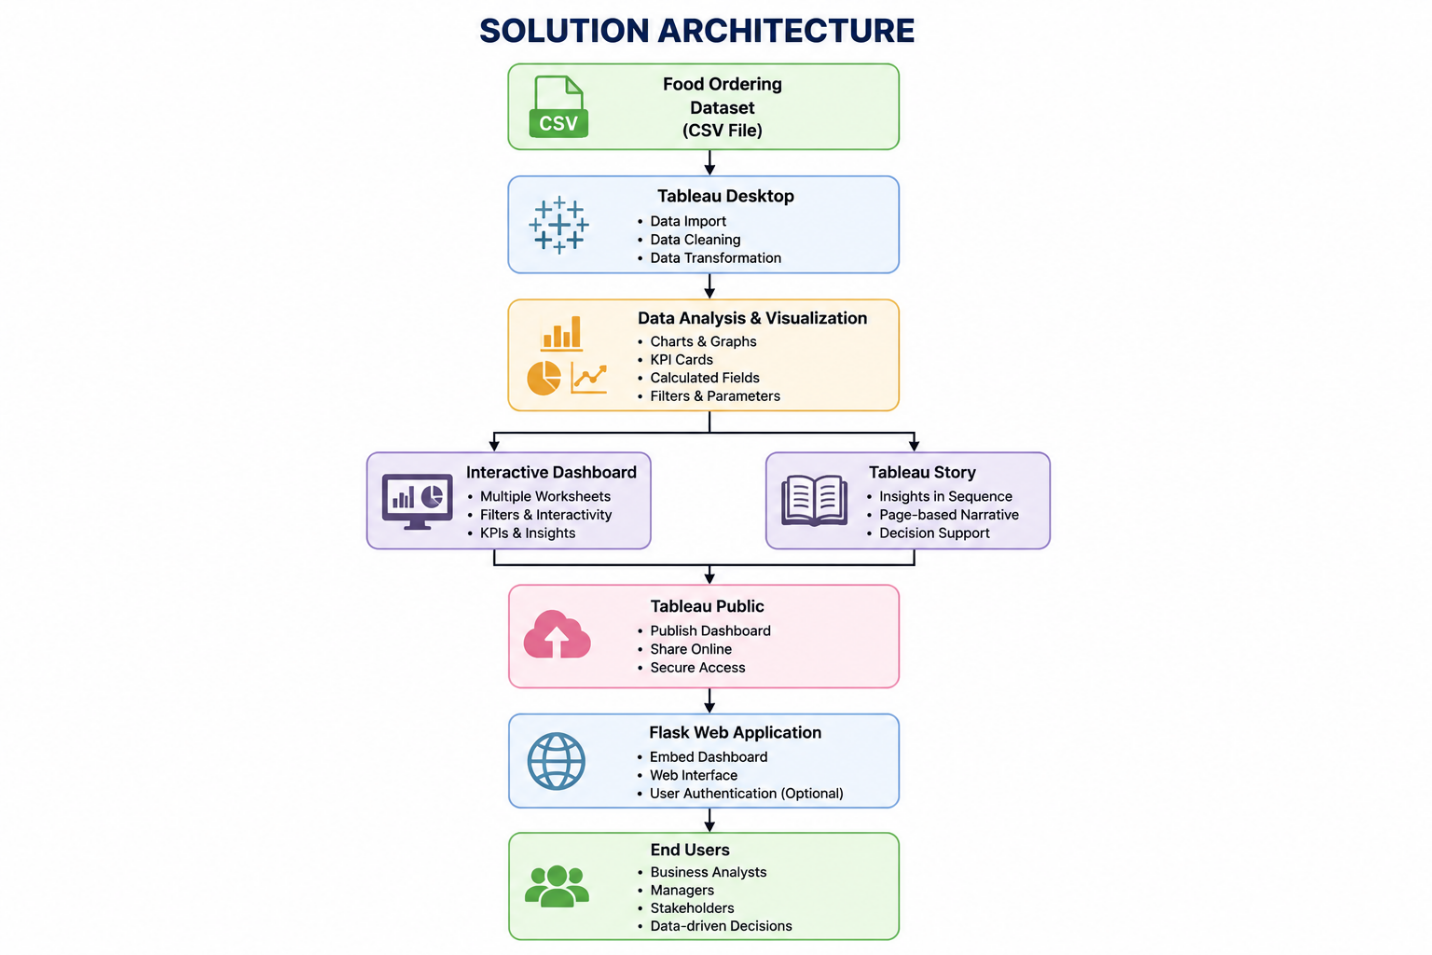 SOLUTION ARCHITECTURE
CSV
Food Ordering
Dataset
(CSV File)
Tableau Desktop
• Data Import
• Data Cleaning
• Data Transformation
Data Analysis & Visualization
• Charts & Graphs
• KPI Cards
• Calculated Fields
• Filters & Parameters
Interactive Dashboard
• Multiple Worksheets
• Filters & Interactivity
• KPIs & Insights
Tableau Story
• Insights in Sequence
• Page-based Narrative
• Decision Support
Tableau Public
• Publish Dashboard
• Share Online
• Secure Access
Flask Web Application
• Embed Dashboard
• Web Interface
• User Authentication (Optional)
End Users
• Business Analysts
• Managers
• Stakeholders
• Data-driven Decisions